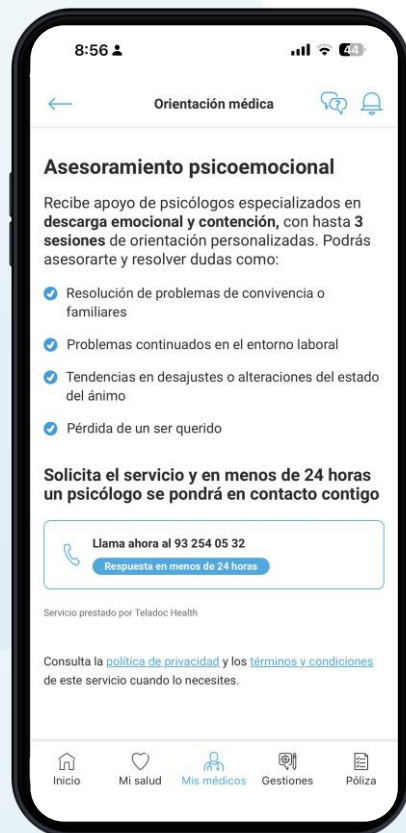 8:56
44
Orientación médica
Asesoramiento psicoemocional
Recibe apoyo de psicólogos especializados en
descarga emocional y contención, con hasta 3
sesiones de orientación personalizadas. Podrás
asesorarte y resolver dudas como:
Resolución de problemas de convivencia o
familiares
Problemas continuados en el entorno laboral
Tendencias en desajustes o alteraciones del estado
del ánimo
Pérdida de un ser querido
Solicita el servicio y en menos de 24 horas
un psicólogo se pondrá en contacto contigo
Llama ahora al 93 254 05 32
Respuesta en menos de 24 horas
Servicio prestado por Teladoc Health
Consulta la política de privacidad y los términos y condiciones
de este servicio cuando lo necesites.
Inicio Mi salud Mis médicos Gestiones Póliza